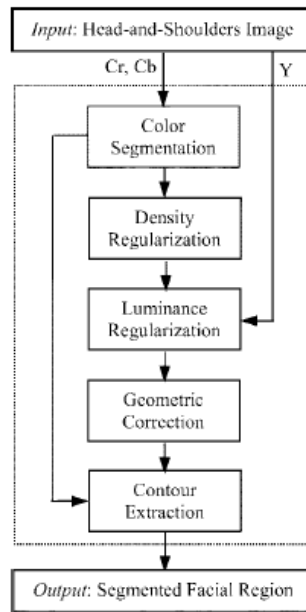 Input: Head-and-Shoulders Image
Cr, Cb
Y
Color
Segmentation
Density
Regularization
Luminance
Regularization
Geometric
Correction
Contour
Extraction
Output: Segmented Facial Region